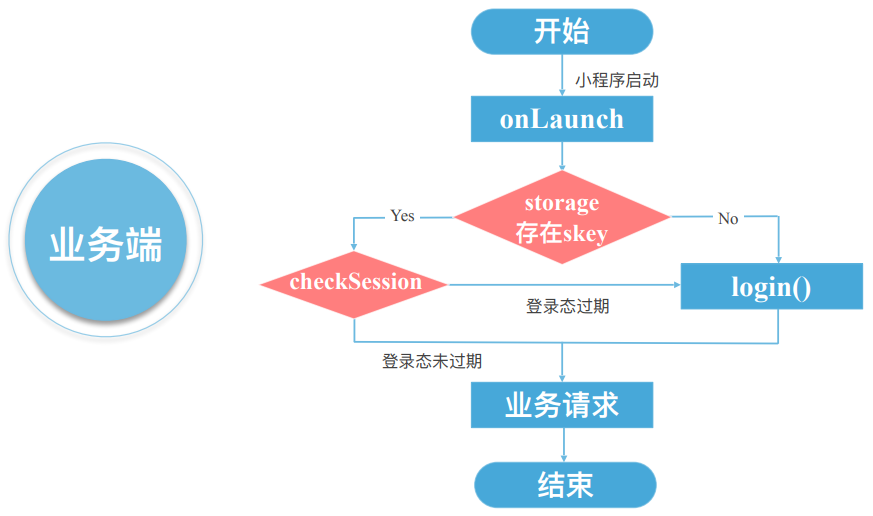 开始
小程序启动
onLaunch
storage
存在skey
Yes
No
业务端
checkSession
login()
登录态过期
登录态未过期
业务请求
结束